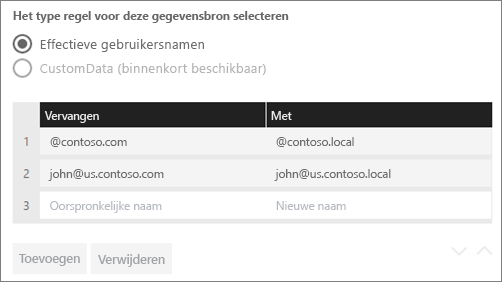 Het type regel voor deze gegevensbron selecteren
Effectieve gebruikersnamen
CustomData (binnenkort beschikbaar)
Vervangen Met
1 @contoso.com @contoso.local
2 john@us.contoso.com john@us.contoso.local
3 Oorspronkelijke naam Nieuwe naam
Toevoegen Verwijderen